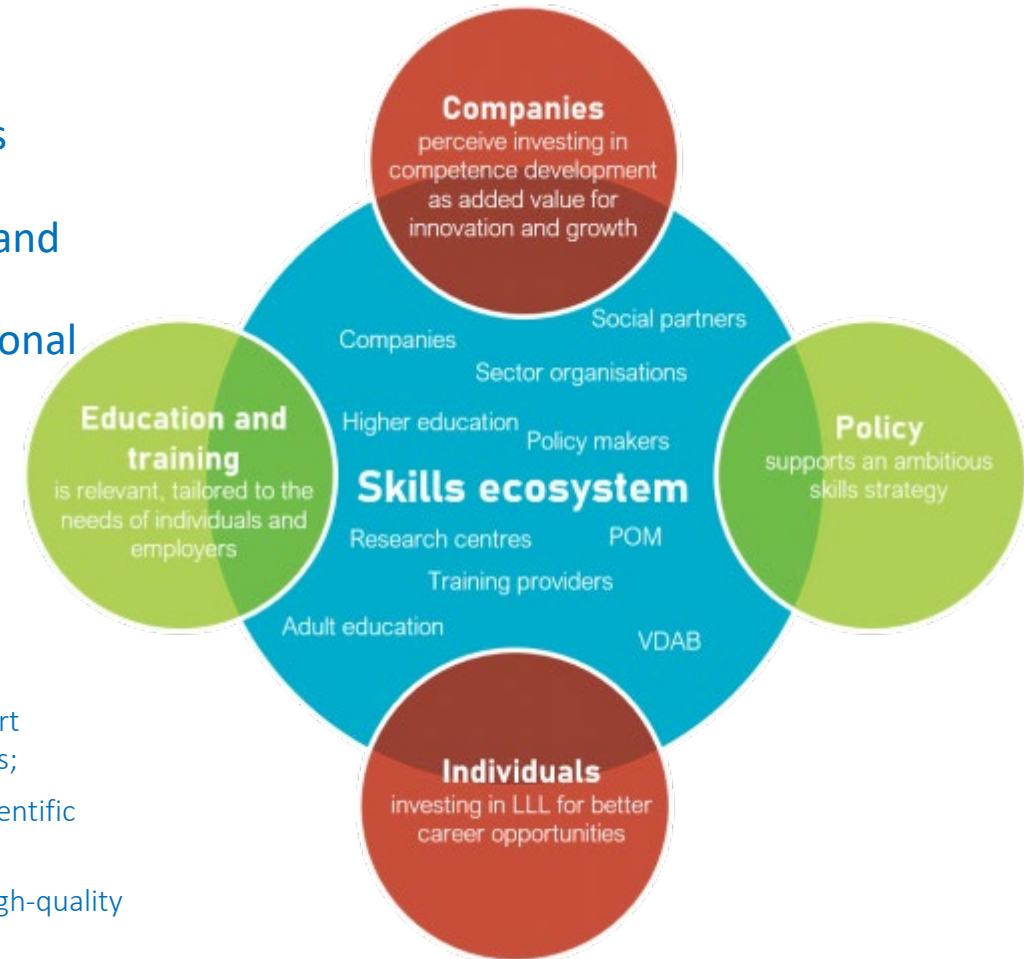 and
Companies
perceive investing in
competence development
as added value for
innovation and growth
Education and
training
is relevant, tailored to the
needs of individuals and
employers
Social partners
Companies
Sector organisations
Higher education
Policy makers
Skills ecosystem
Research centres
POM
Training providers
Adult education
VDAB
Policy
supports an ambitious
skills strategy
Individuals
investing in LLL for better
career opportunities